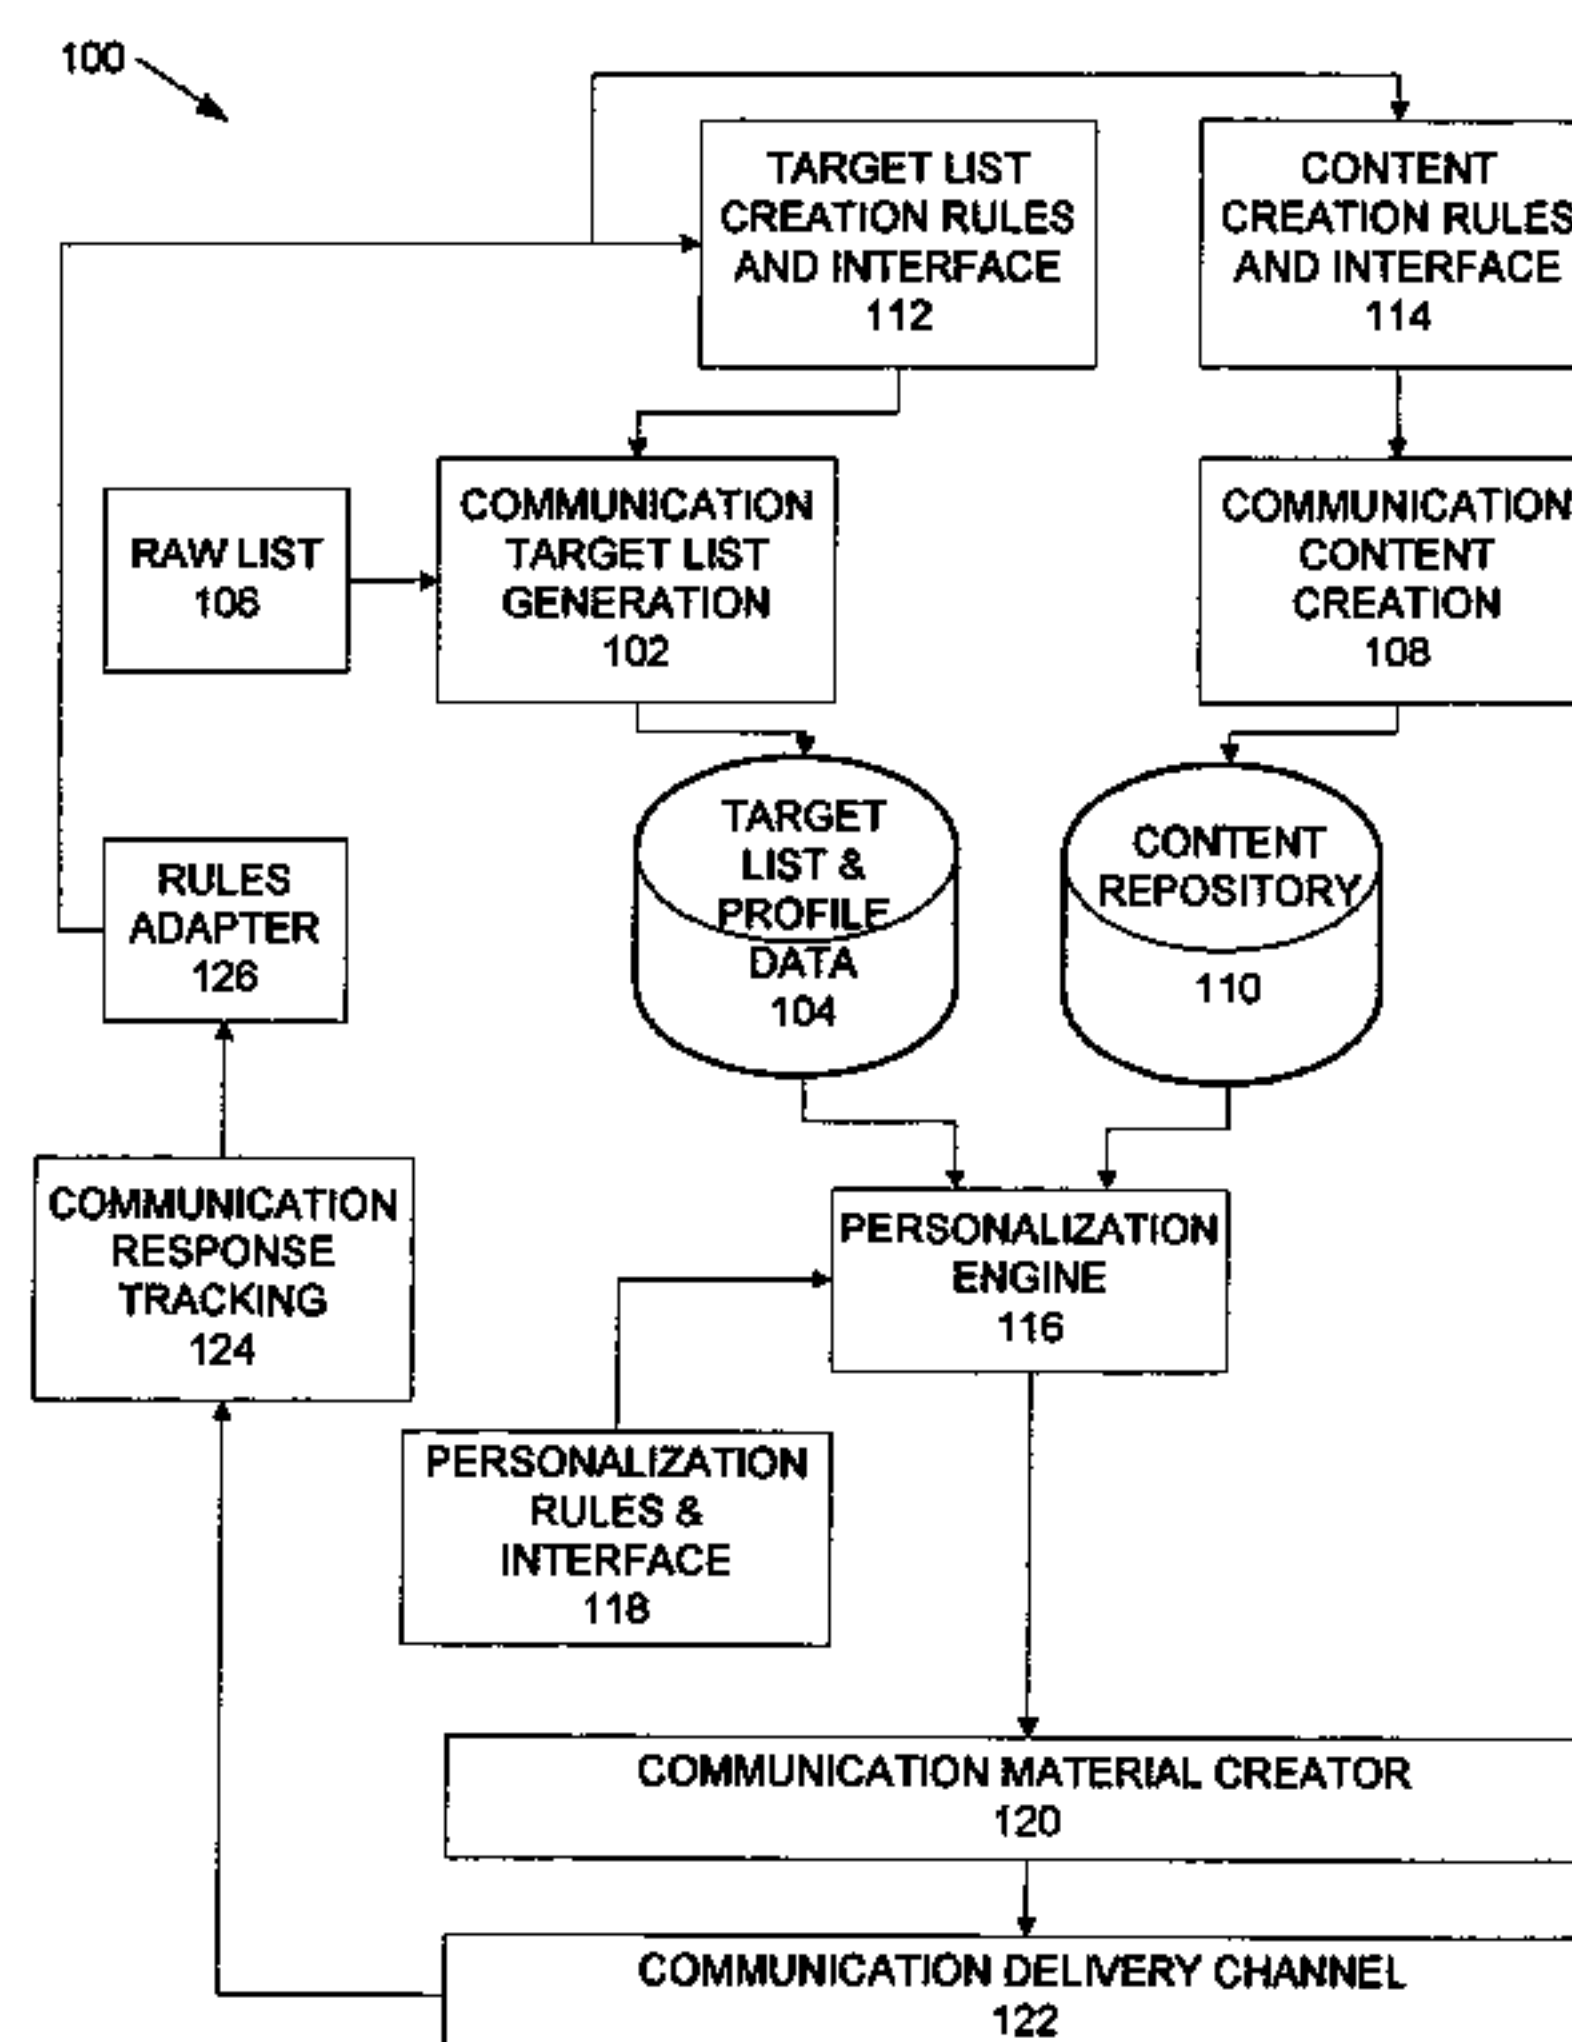 100
TARGET LIST
CREATION RULES
AND INTERFACE
112
CONTENT
CREATION RULES
AND INTERFACE
114
RAW LIST
106
COMMUNICATION
TARGET LIST
GENERATION
102
COMMUNICATION
CONTENT
CREATION
108
TARGET
LIST &
PROFILE
DATA
104
CONTENT
REPOSITORY
110
RULES
ADAPTER
126
COMMUNICATION
RESPONSE
TRACKING
124
PERSONALIZATION
ENGINE
116
PERSONALIZATION
RULES &
INTERFACE
118
COMMUNICATION MATERIAL CREATOR
120
COMMUNICATION DELIVERY CHANNEL
122